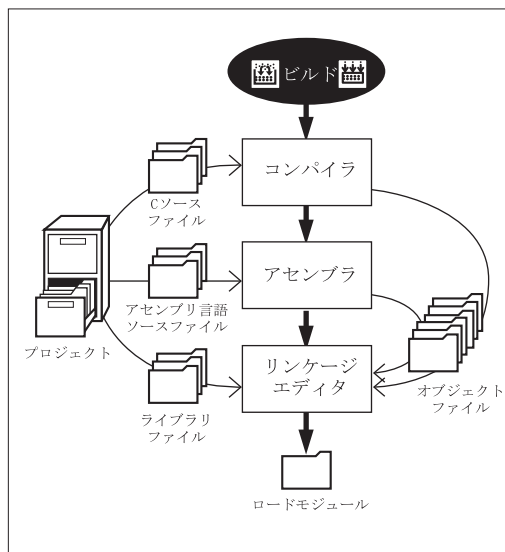 ビルド
コンパイラ
Cソース
ファイル
アセンブラ
アセンブリ言語
ソースファイル
プロジェクト
リンケージ
エディタ
オブジェクト
ファイル
ライブラリ
ファイル
ロードモジュール